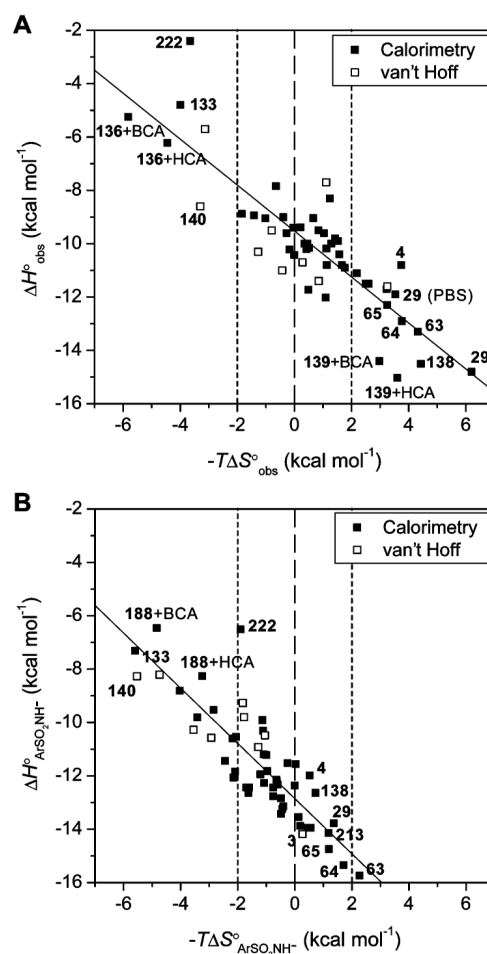 A
-2
-4
-6
-8
-10
-12
-14
-16
ΔH°obs (kcal mol⁻¹)
■ Calorimetry
□ van't Hoff
222
133
136+BCA
136+HCA
140
4
29 (PBS)
65
64
63
139+BCA
138
29
139+HCA
-6 -4 -2 0 2 4 6
-TΔS°obs (kcal mol⁻¹)
B
-2
-4
-6
-8
-10
-12
-14
-16
ΔH°ArSO₂NH⁻ (kcal mol⁻¹)
■ Calorimetry
□ van't Hoff
188+BCA
222
133
188+HCA
140
4
138
29
3
213
65
64
63
-6 -4 -2 0 2 4 6
-TΔS°ArSO₂NH⁻ (kcal mol⁻¹)